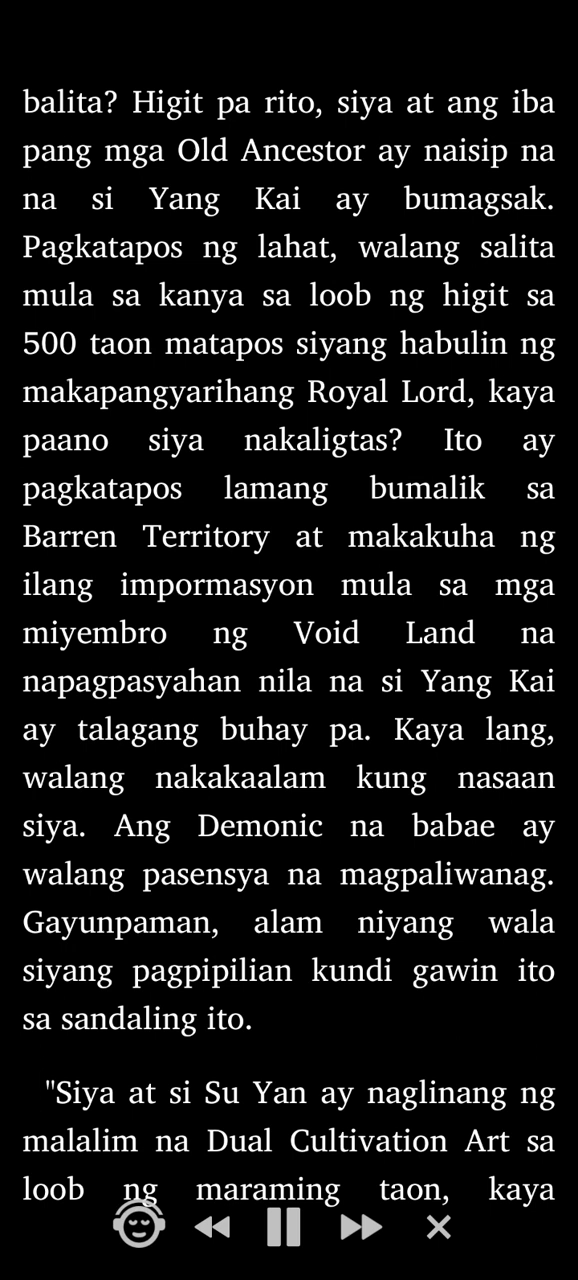 balita? Higit pa rito, siya at ang iba
pang mga Old Ancestor ay naisip na
na si Yang Kai ay bumagsak.
Pagkatapos ng lahat, walang salita
mula sa kanya sa loob ng higit sa
500 taon matapos siyang habulin ng
makapangyarihang Royal Lord, kaya
paano siya nakaligtas? Ito ay
pagkatapos lamang bumalik sa
Barren Territory at makakuha ng
ilang impormasyon mula sa mga
miyembro ng Void Land na
napagpasyahan nila na si Yang Kai
ay talagang buhay pa. Kaya lang,
walang nakakaalam kung nasaan
siya. Ang Demonic na babae ay
walang pasensya na magpaliwanag.
Gayunpaman, alam niyang wala
siyang pagpipilian kundi gawin ito
sa sandaling ito.
"Siya at si Su Yan ay naglinang ng
malalim na Dual Cultivation Art sa
loob ng maraming taon, kaya